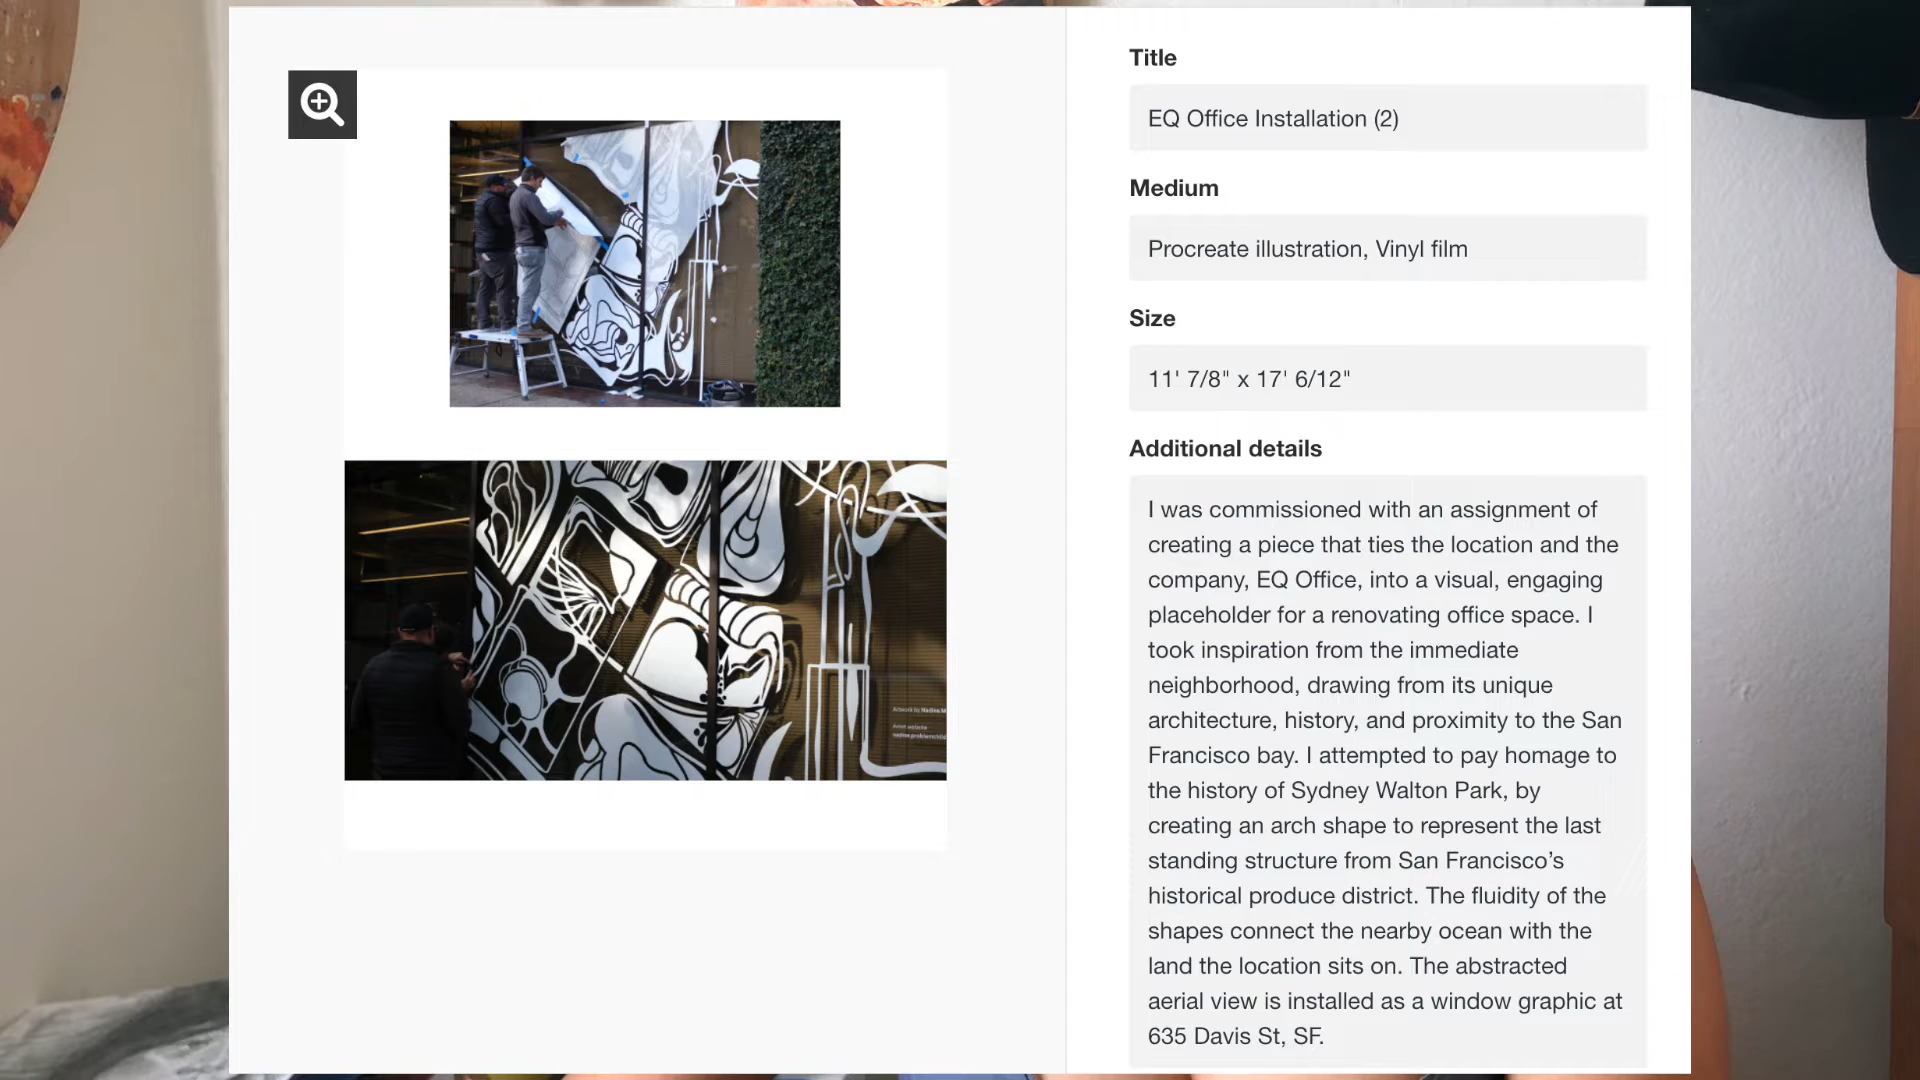 Title
EQ Office Installation (2)
Medium
Procreate illustration, Vinyl film
Size
11' 7/8" x 17' 6/12"
Additional details
I was commissioned with an assignment of
creating a piece that ties the location and the
company, EQ Office, into a visual, engaging
placeholder for a renovating office space. I
took inspiration from the immediate
neighborhood, drawing from its unique
architecture, history, and proximity to the San
Francisco bay. I attempted to pay homage to
the history of Sydney Walton Park, by
creating an arch shape to represent the last
standing structure from San Francisco’s
historical produce district. The fluidity of the
shapes connect the nearby ocean with the
land the location sits on. The abstracted
aerial view is installed as a window graphic at
635 Davis St, SF.
Artwork by Nadine M